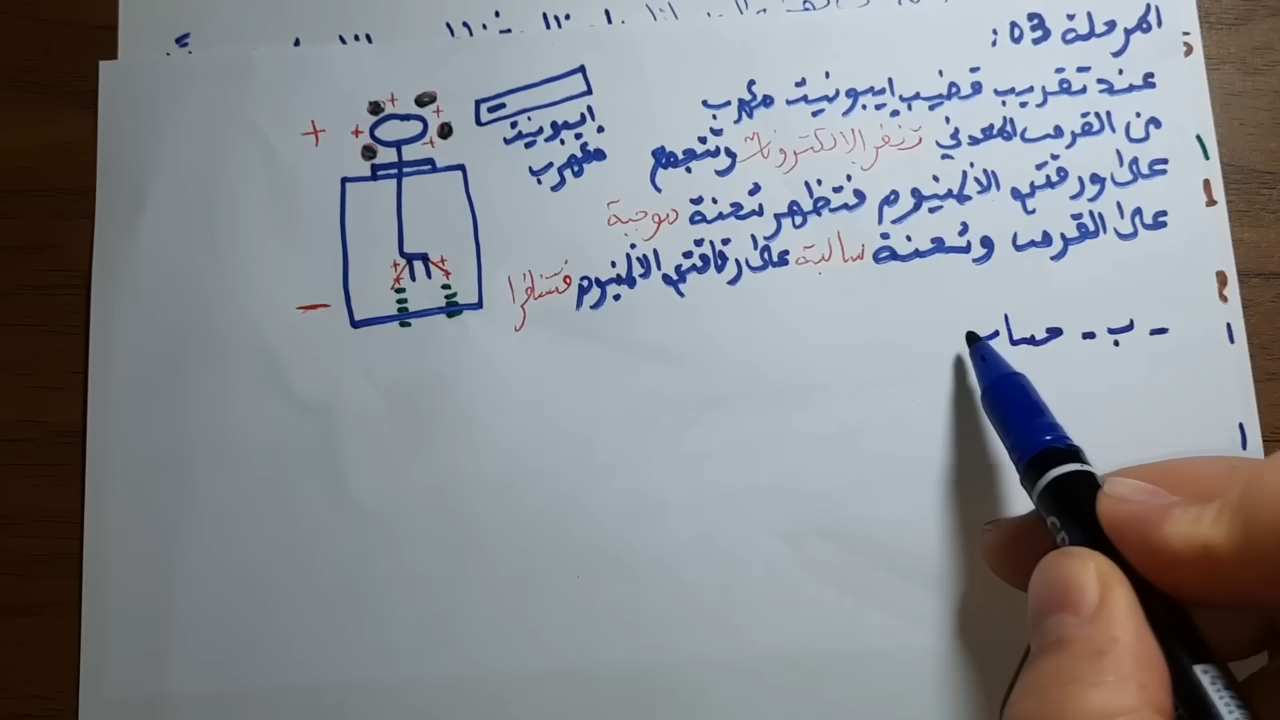 المرحلة 03:
عند تقريب قضيب إيبونيت مكهرب
من القرص المعدني تنفر الالكترونات وتتجمع
على ورقتي الألمنيوم فتظهر شحنة موجبة
على القرص وشحنة سالبة على رقاقتي الألمنيوم فتنافرا
- ب - حساب
ايبونيت
مكهرب